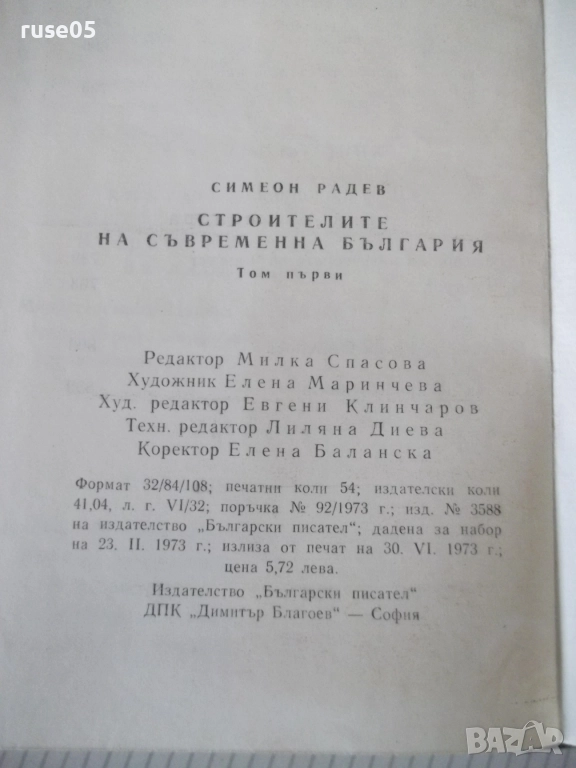 ruse05
СИМЕОН РАДЕВ
СТРОИТЕЛИТЕ
НА СЪВРЕМЕННА БЪЛГАРИЯ
Том първи
Редактор Милка Спасова
Художник Елена Маринчева
Худ. редактор Евгени Клинчаров
Техн. редактор Лиляна Диева
Коректор Елена Баланска
Формат 32/84/108; печатни коли 54; издателски коли
41,04, л. г. VI/32; поръчка № 92/1973 г.; изд. № 3588
на издателство „Български писател“; дадена за набор
на 23. II. 1973 г.; излиза от печат на 30. VI. 1973 г.;
цена 5,72 лева.
Издателство „Български писател“
ДПК „Димитър Благоев“ — София
BAZAR